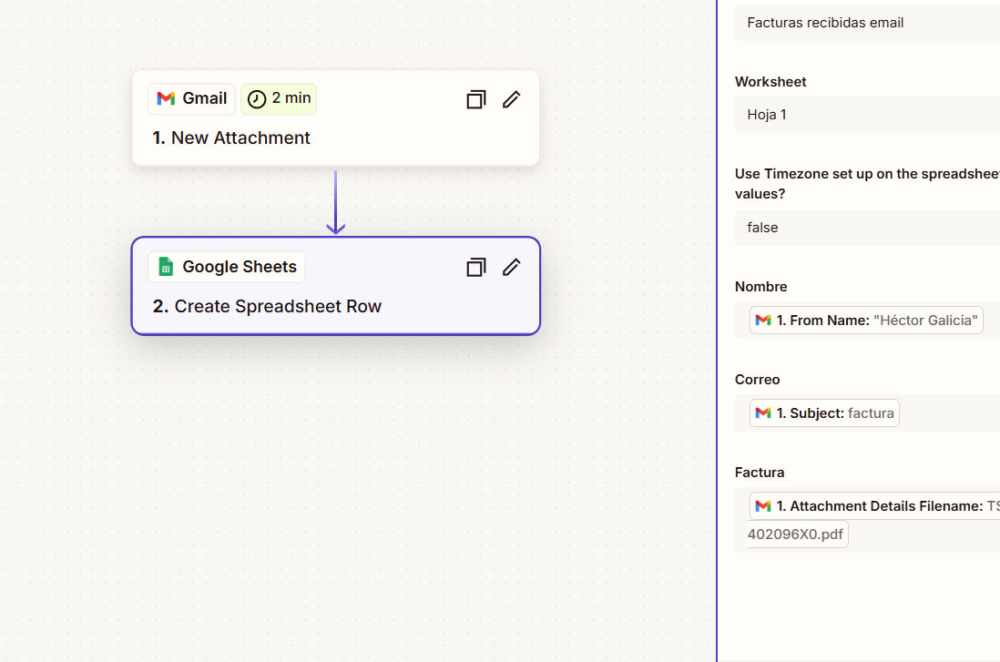 Gmail
2 min
1. New Attachment
Google Sheets
2. Create Spreadsheet Row
Facturas recibidas email
Worksheet
Hoja 1
Use Timezone set up on the spreadsheet
values?
false
Nombre
1. From Name: "Héctor Galicia"
Correo
1. Subject: factura
Factura
1. Attachment Details Filename: TS
402096X0.pdf